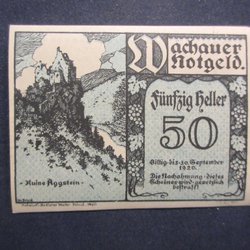 Wachauer
Notgeld.
Fünfzig Heller
50
Gültig bis 30. September
1920.
Die Nachahmung dieses
Scheines wird gesetzlich
bestraft.
Ruine Aggstein